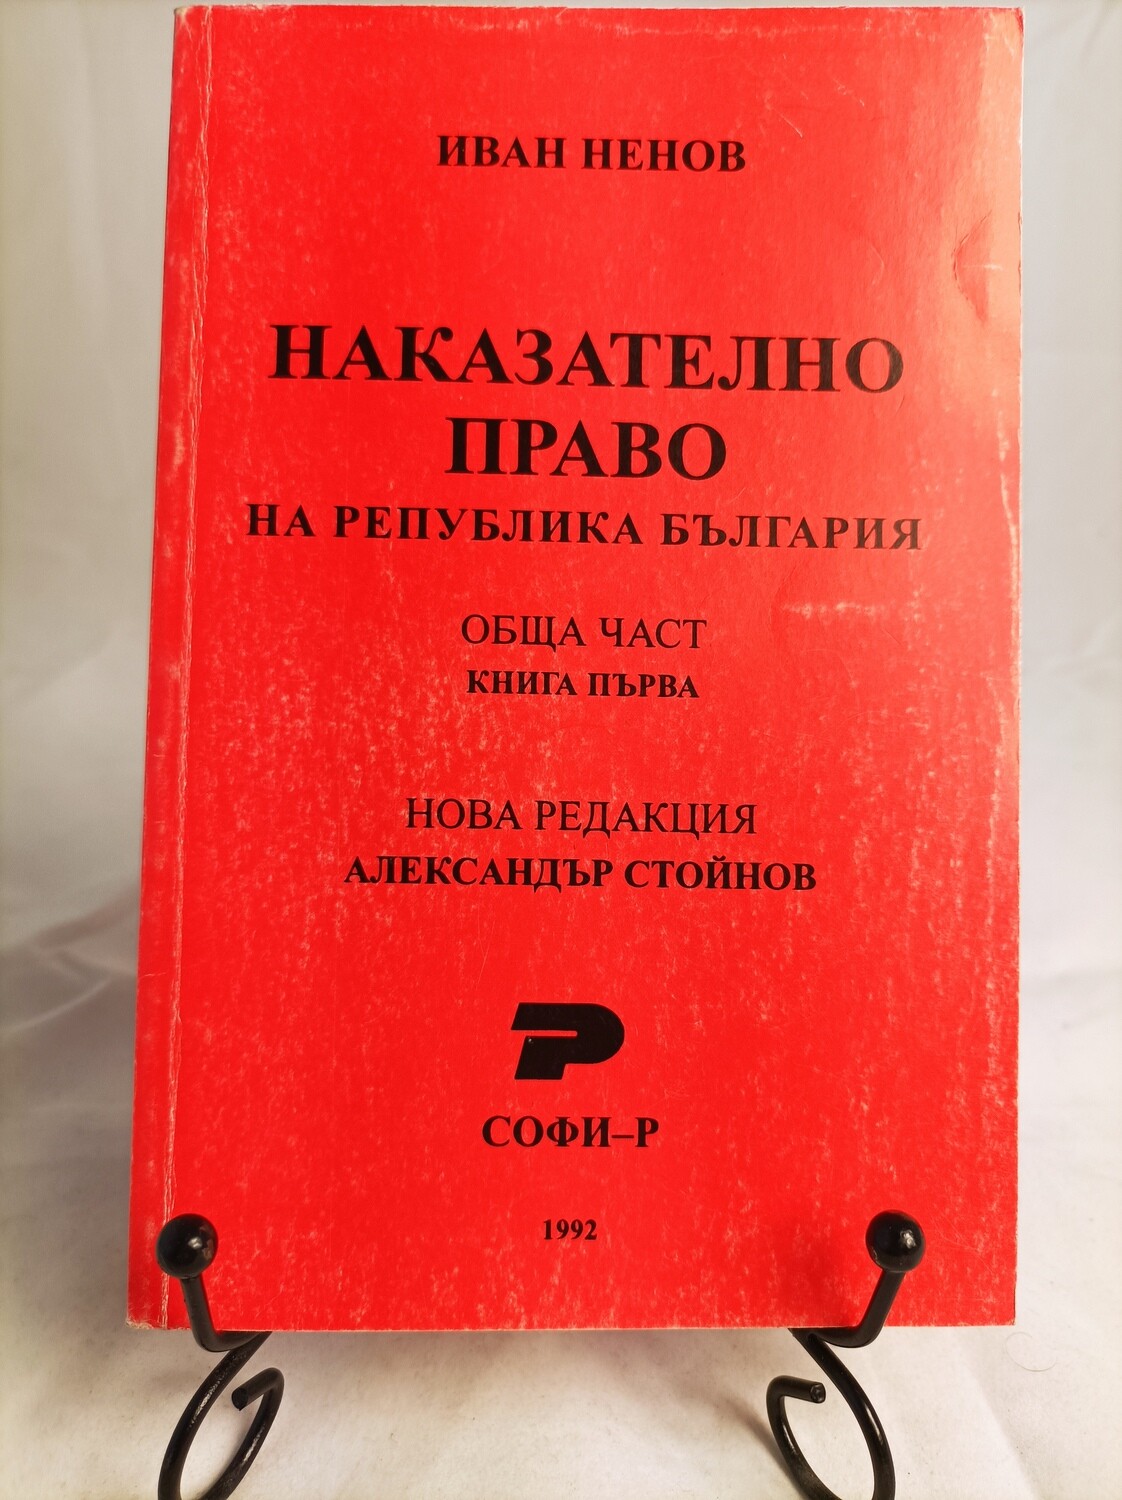 ИВАН НЕНОВ
НАКАЗАТЕЛНО
ПРАВО
НА РЕПУБЛИКА БЪЛГАРИЯ
ОБЩА ЧАСТ
КНИГА ПЪРВА
НОВА РЕДАКЦИЯ
АЛЕКСАНДЪР СТОЙНОВ
Р
СОФИ–Р
1992